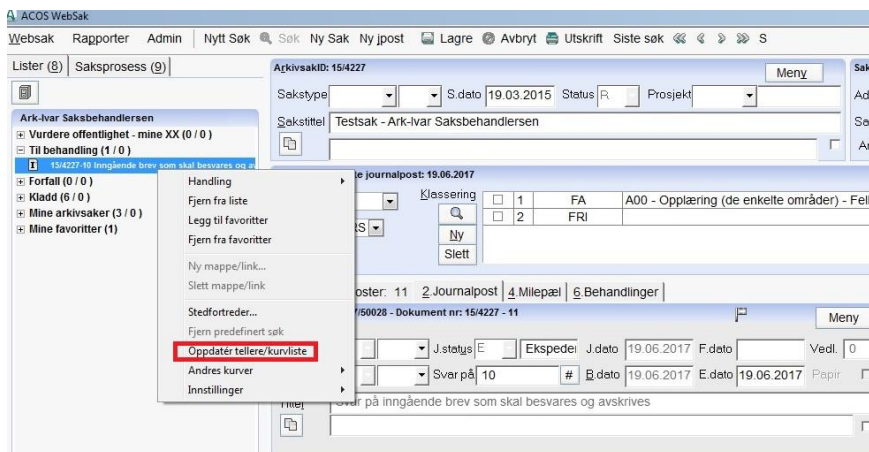 ACOS WebSak
Websak Rapporter Admin Nytt Søk Søk Ny Sak Ny jpost Lagre Avbryt Utskrift Siste søk S
Lister (8) Saksprosess (9)
Ark-Ivar Saksbehandlersen
Vurdere offentlighet - mine XX (0 / 0 )
Til behandling (1 / 0 )
I 15/4227-10 Inngående brev som skal besvares og av
Forfall (0 / 0 )
Kladd (6 / 0 )
Mine arkivsaker (3 / 0 )
Mine favoritter (1)
Handling
Fjern fra liste
Legg til favoritter
Fjern fra favoritter
Ny mappe/link...
Slett mappe/link
Stedfortreder...
Fjern predefinert søk
Oppdatér tellere/kurvliste
Andres kurver
Innstillinger
ArkivsakID: 15/4227 Meny
Sakstype S.dato 19.03.2015 Status R Prosjekt
Sakstittel Testsak - Ark-Ivar Saksbehandlersen
Sak
Ad
Sa
journalpost: 19.06.2017
Klassering
1 FA A00 - Opplæring (de enkelte områder) - Fell
2 FRI
Ny
Slett
oster: 11 2.Journalpost 4.Milepæl 6.Behandlinger
/50028 - Dokument nr: 15/4227 - 11 Meny
J.status E Ekspeder J.dato 19.06.2017 F.dato Vedl. 0
Svar på 10 # B.dato 19.06.2017 E.dato 19.06.2017 Papir
Tittel Svar på inngående brev som skal besvares og avskrives